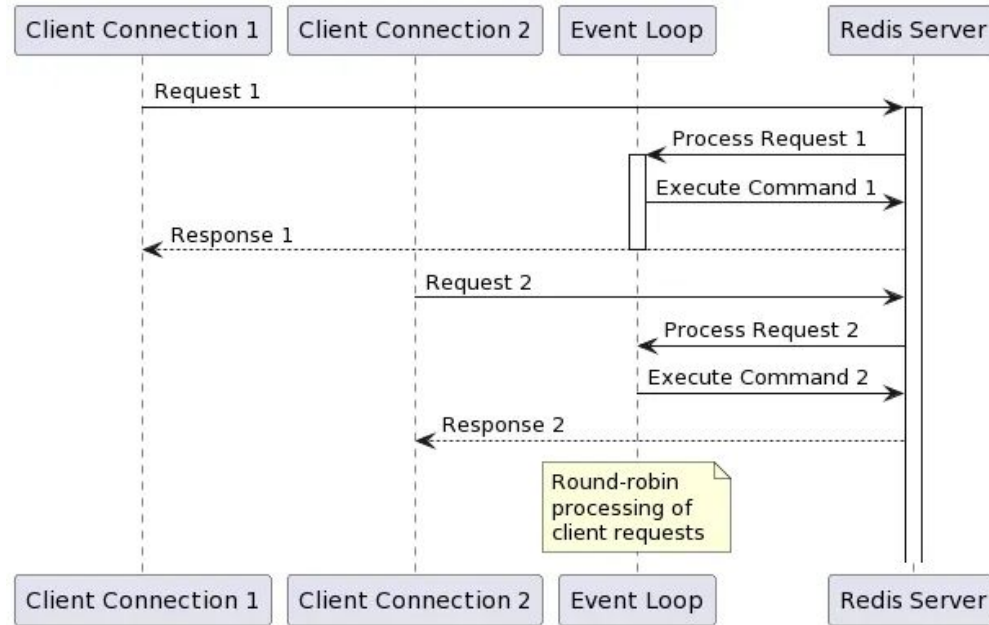 Client Connection 1
Client Connection 2
Event Loop
Redis Server
Request 1
Process Request 1
Execute Command 1
Response 1
Request 2
Process Request 2
Execute Command 2
Response 2
Round-robin
processing of
client requests
Client Connection 1
Client Connection 2
Event Loop
Redis Server